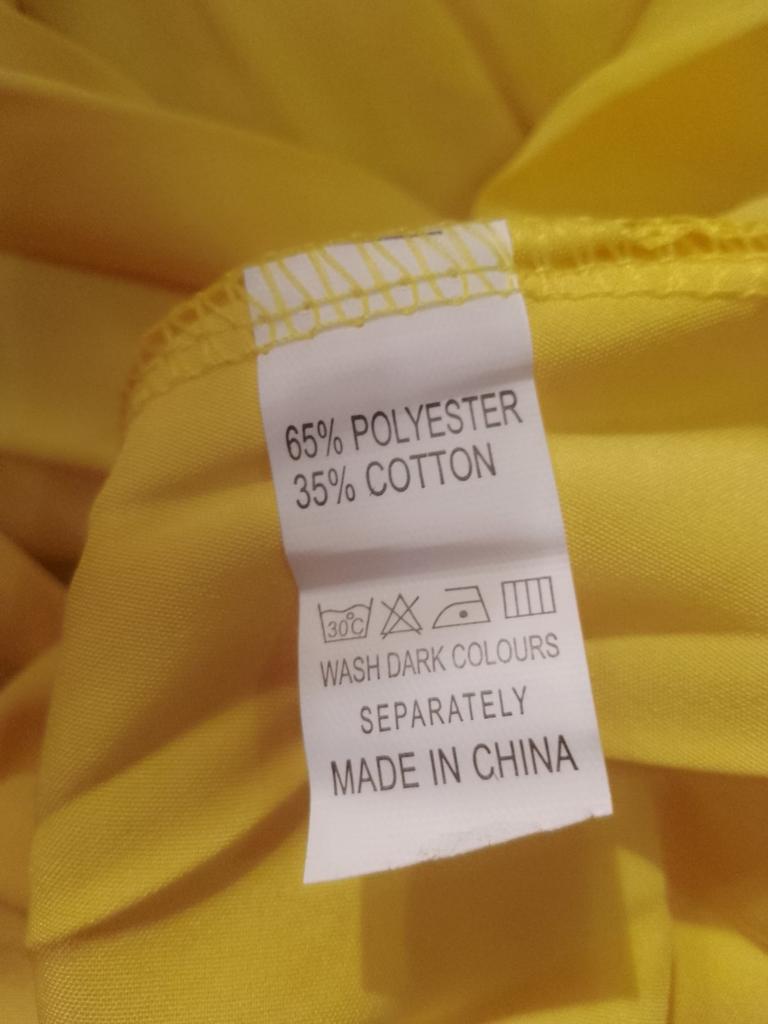 65% POLYESTER
35% COTTON
30°C
WASH DARK COLOURS
SEPARATELY
MADE IN CHINA